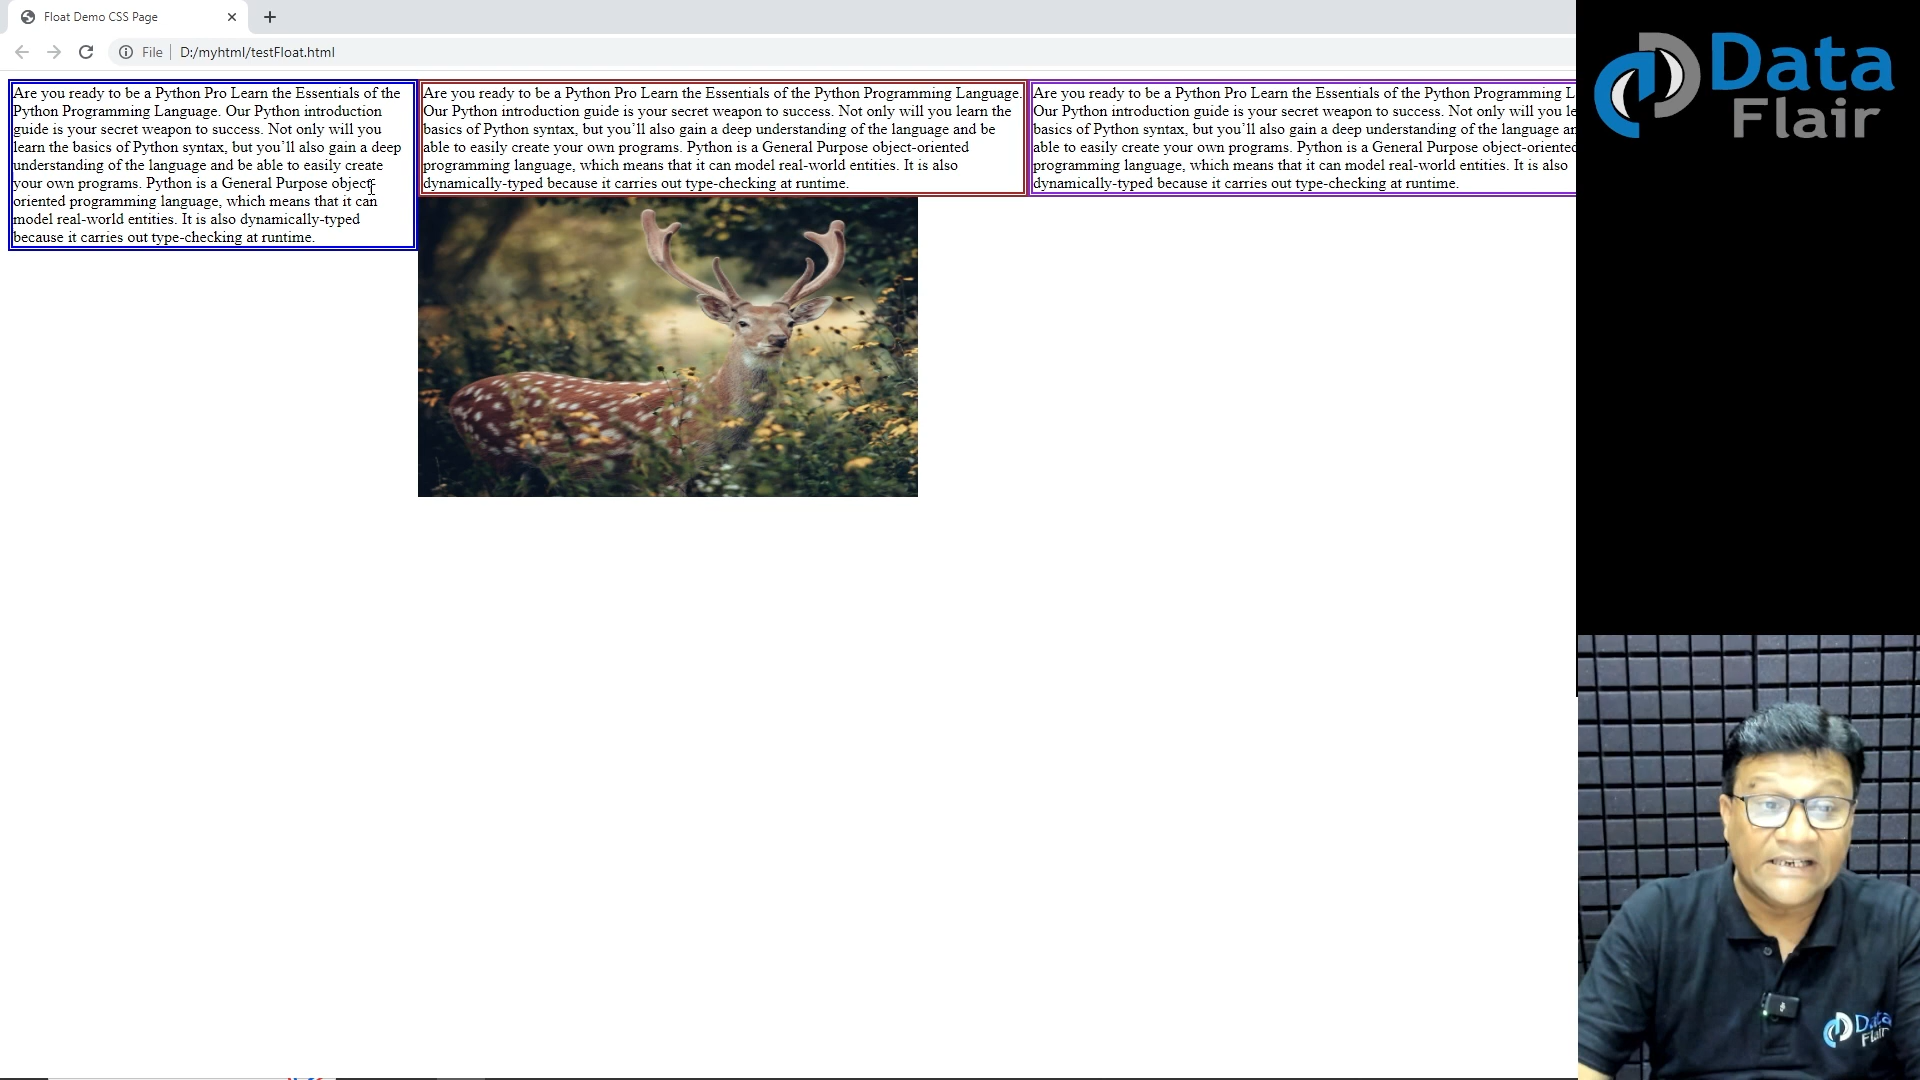 Float Demo CSS Page
File
D:/myhtml/testFloat.html
Are you ready to be a Python Pro Learn the Essentials of the
Python Programming Language. Our Python introduction
guide is your secret weapon to success. Not only will you
learn the basics of Python syntax, but you’ll also gain a deep
understanding of the language and be able to easily create
your own programs. Python is a General Purpose object-
oriented programming language, which means that it can
model real-world entities. It is also dynamically-typed
because it carries out type-checking at runtime.
Are you ready to be a Python Pro Learn the Essentials of the Python Programming Language.
Our Python introduction guide is your secret weapon to success. Not only will you learn the
basics of Python syntax, but you’ll also gain a deep understanding of the language and be
able to easily create your own programs. Python is a General Purpose object-oriented
programming language, which means that it can model real-world entities. It is also
dynamically-typed because it carries out type-checking at runtime.
Are you ready to be a Python Pro Learn the Essentials of the Python Programming L
Our Python introduction guide is your secret weapon to success. Not only will you le
basics of Python syntax, but you’ll also gain a deep understanding of the language an
able to easily create your own programs. Python is a General Purpose object-oriented
programming language, which means that it can model real-world entities. It is also
dynamically-typed because it carries out type-checking at runtime.
Data
Flair
Data
Flair